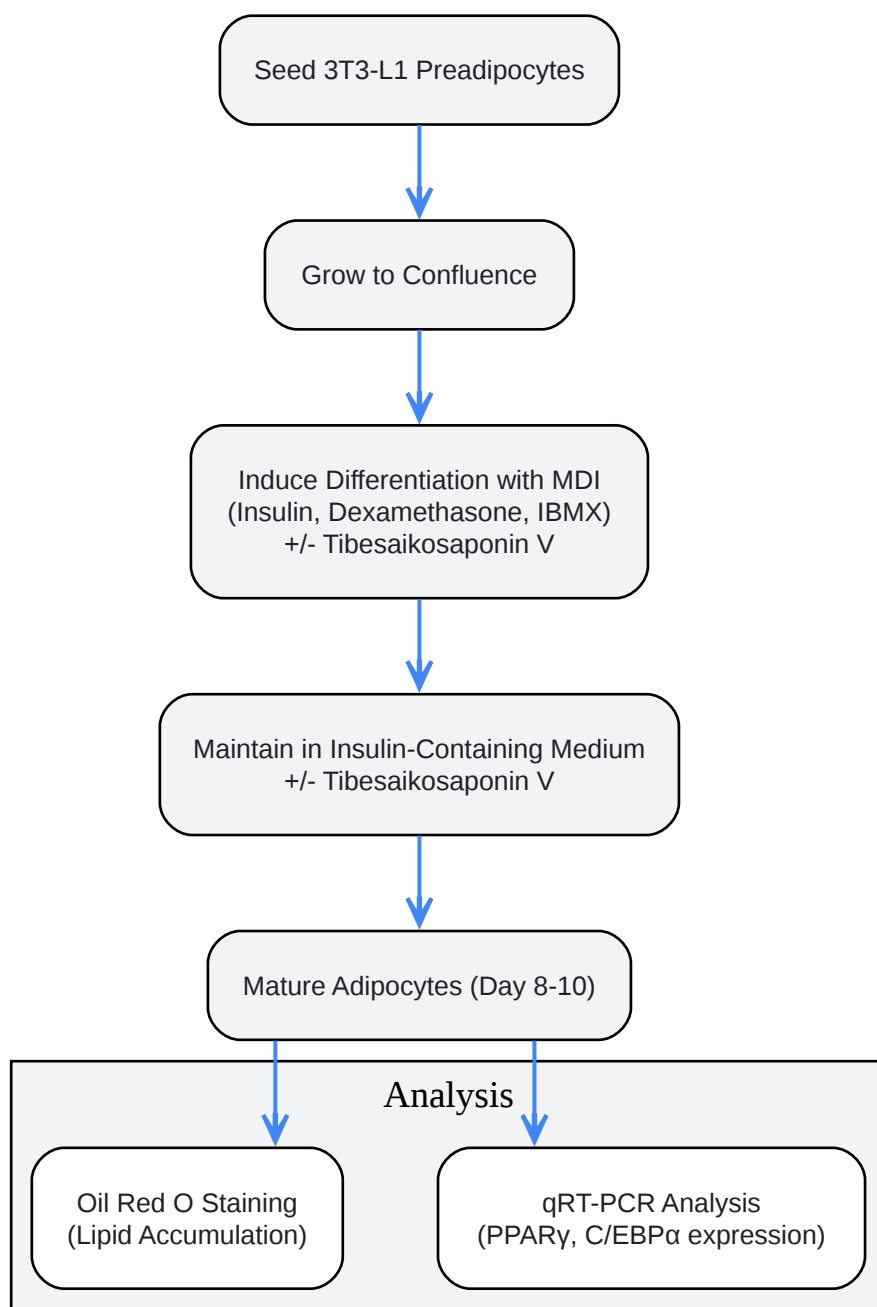 Seed 3T3-L1 Preadipocytes
Grow to Confluence
Induce Differentiation with MDI
(Insulin, Dexamethasone, IBMX)
+/- Tibesaikosaponin V
Maintain in Insulin-Containing Medium
+/- Tibesaikosaponin V
Mature Adipocytes (Day 8-10)
Analysis
Oil Red O Staining
(Lipid Accumulation)
qRT-PCR Analysis
(PPARγ, C/EBPα expression)